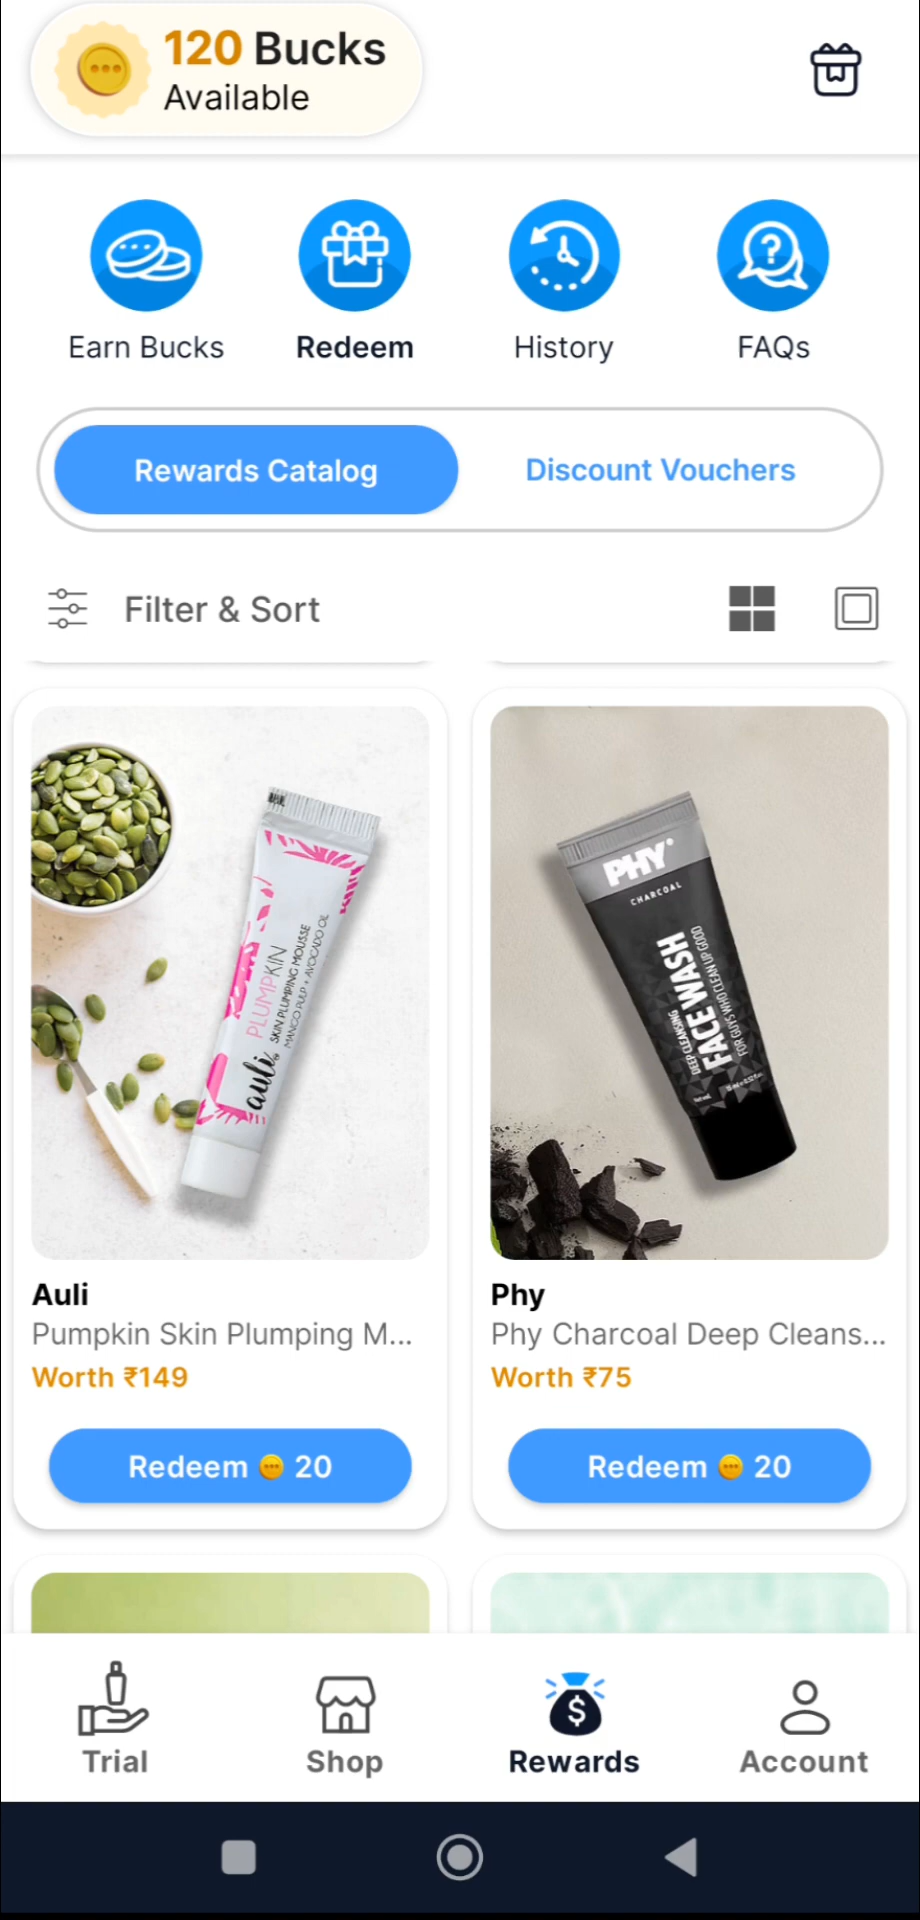 120 Bucks
Available
Earn Bucks
Redeem
History
FAQs
Rewards Catalog
Discount Vouchers
Filter & Sort
auli
PLUMPKIN
SKIN PLUMPING MOUSSE
MANGO PULP + AVOCADO OIL
PHY
CHARCOAL
DEEP CLEANSING
FACE WASH
FOR GUYS WHO CLEAN UP GOOD
Auli
Pumpkin Skin Plumping M...
Worth ₹149
Redeem 20
Phy
Phy Charcoal Deep Cleans...
Worth ₹75
Redeem 20
Trial
Shop
Rewards
Account